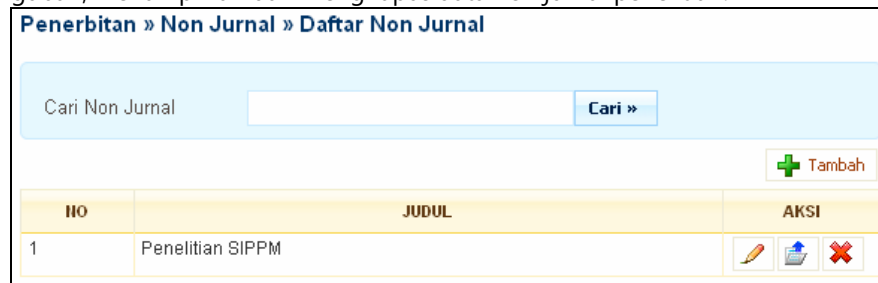 Penerbitan » Non Jurnal » Daftar Non Jurnal
Cari Non Jurnal Cari »
Tambah
NO JUDUL AKSI
1 Penelitian SIPPM